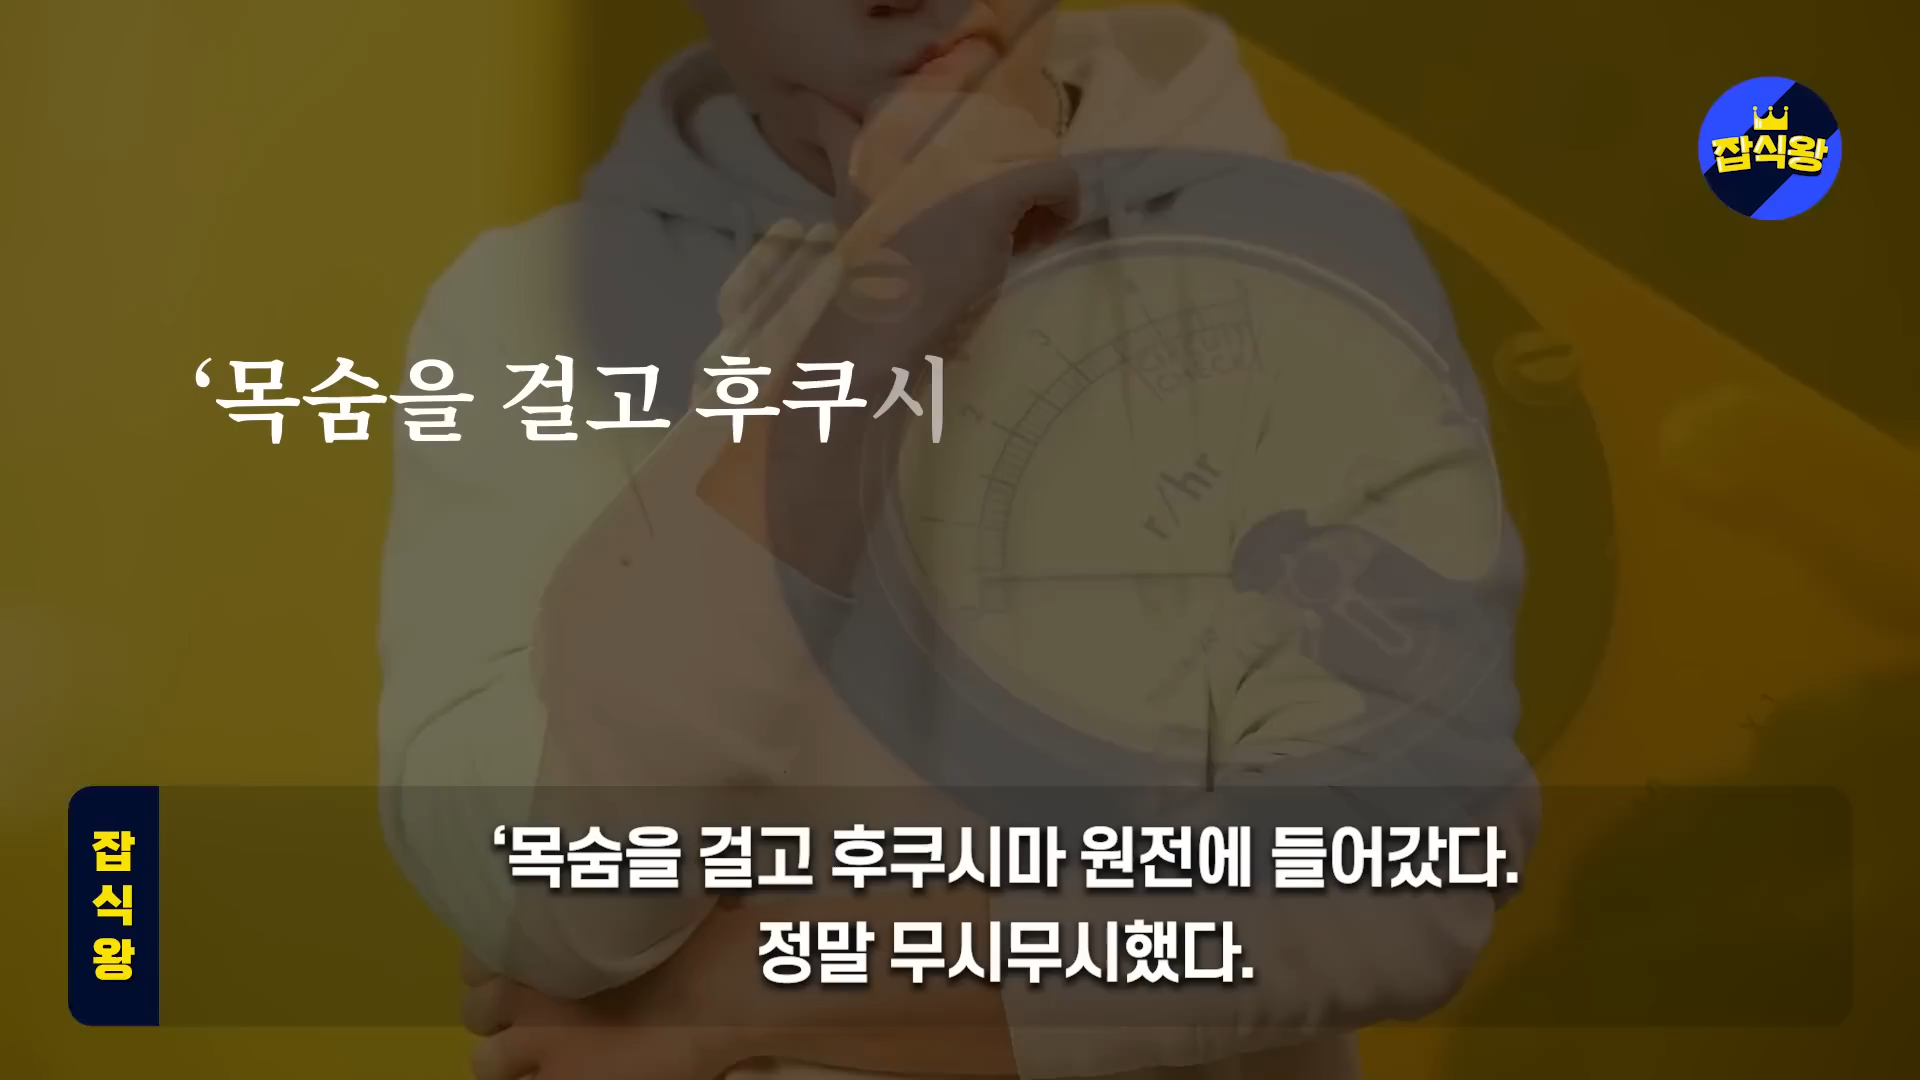 잡식왕
‘목숨을 걸고 후쿠시
3
2
r/hr
잡식왕
‘목숨을 걸고 후쿠시마 원전에 들어갔다.
정말 무시무시했다.